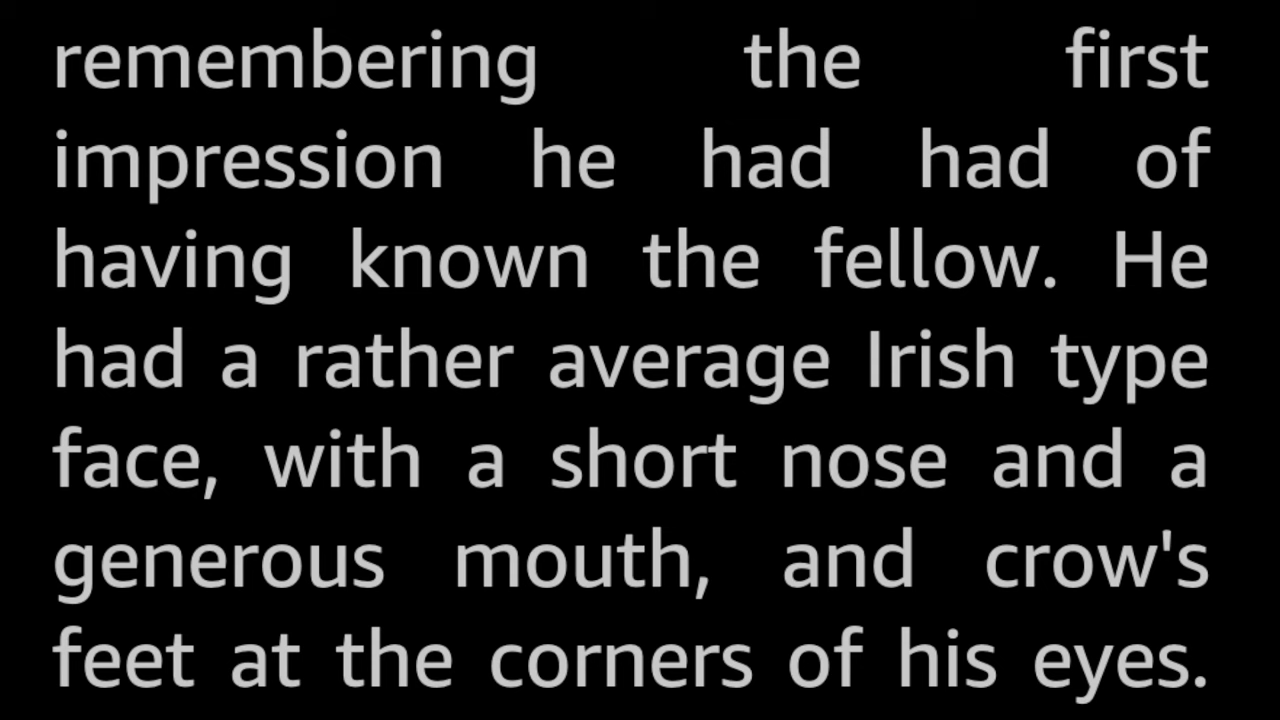 remembering the first
impression he had had of
having known the fellow. He
had a rather average Irish type
face, with a short nose and a
generous mouth, and crow's
feet at the corners of his eyes.